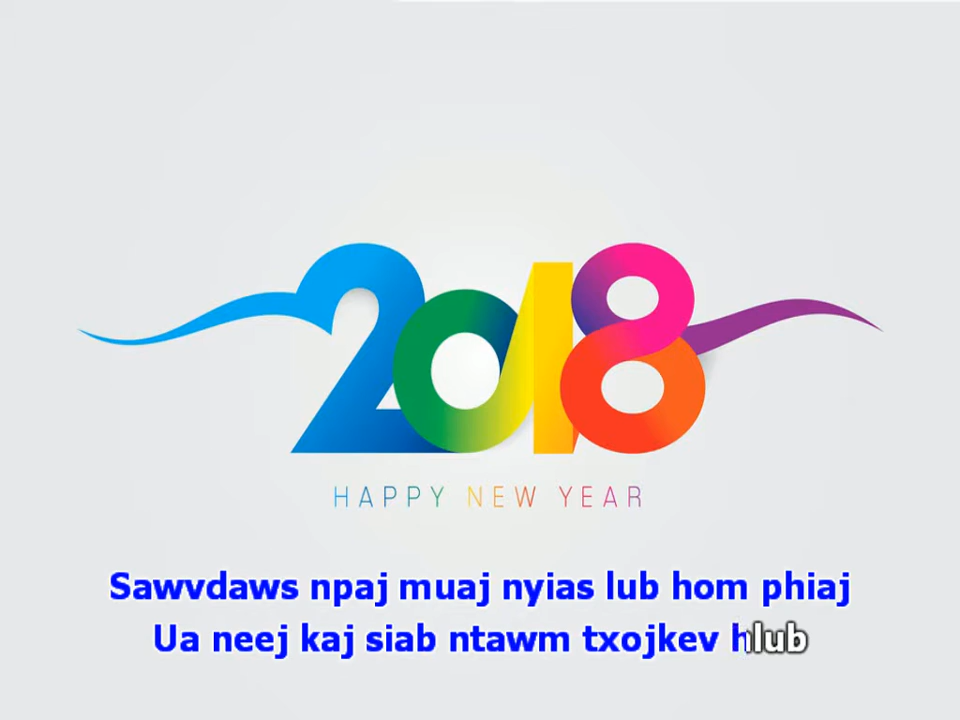 2018
HAPPY NEW YEAR
Sawvdaws npaj muaj nyias lub hom phiaj
Ua neej kaj siab ntawm txojkev hlub